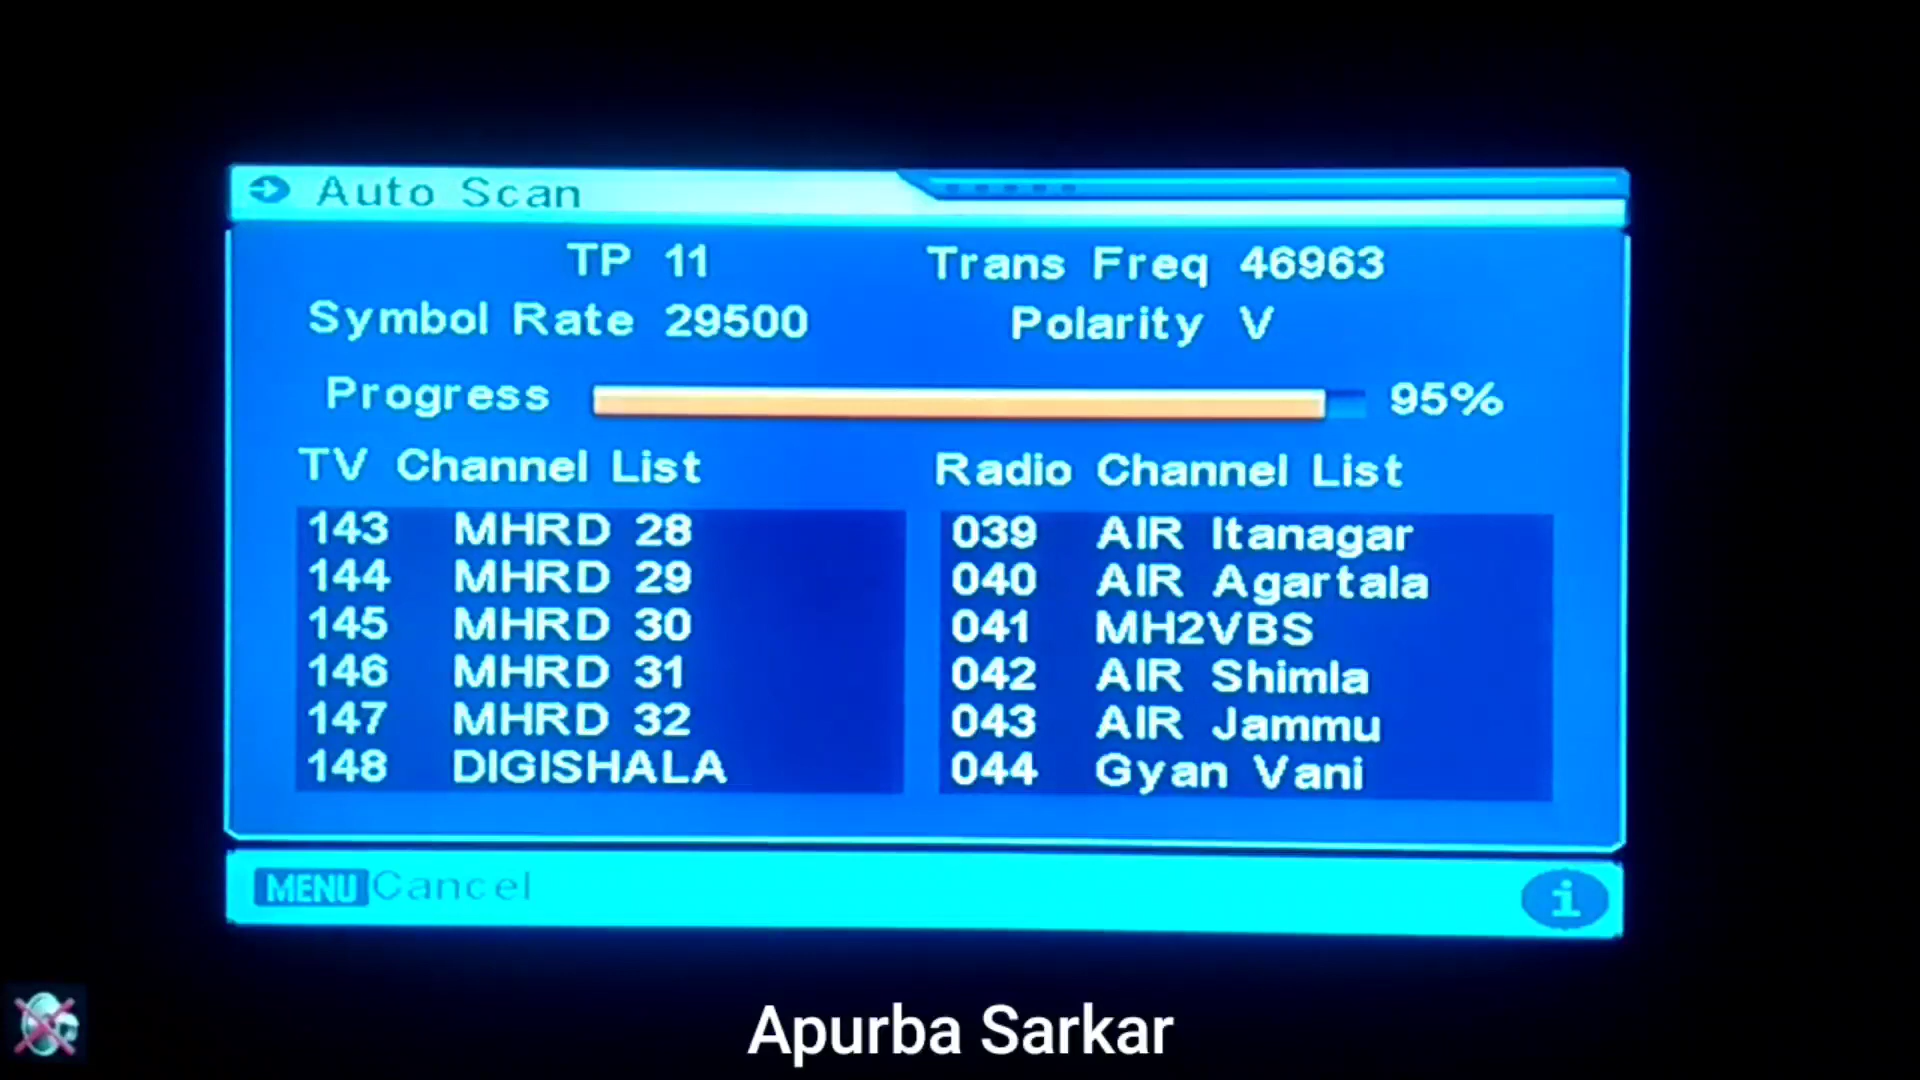 Auto Scan
TP 11 Trans Freq 46963
Symbol Rate 29500 Polarity V
Progress 95%
TV Channel List Radio Channel List
143 MHRD 28 039 AIR Itanagar
144 MHRD 29 040 AIR Agartala
145 MHRD 30 041 MH2VBS
146 MHRD 31 042 AIR Shimla
147 MHRD 32 043 AIR Jammu
148 DIGISHALA 044 Gyan Vani
MENU Cancel i
Apurba Sarkar